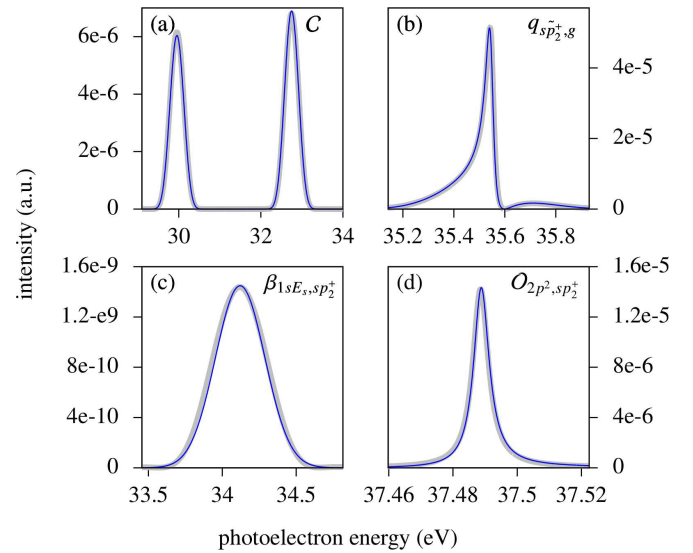 (a) C
6e-6
4e-6
2e-6
0
30 32 34
(b) q_{s\tilde{p}_2^+,g}
4e-5
2e-5
0
35.2 35.4 35.6 35.8
intensity (a.u.)
(c) β_{1sE_s,sp_2^+}
1.6e-9
1.2e-9
8e-10
4e-10
0
33.5 34 34.5
(d) O_{2p^2,sp_2^+}
1.6e-5
1.2e-5
8e-6
4e-6
0
37.46 37.48 37.5 37.52
photoelectron energy (eV)